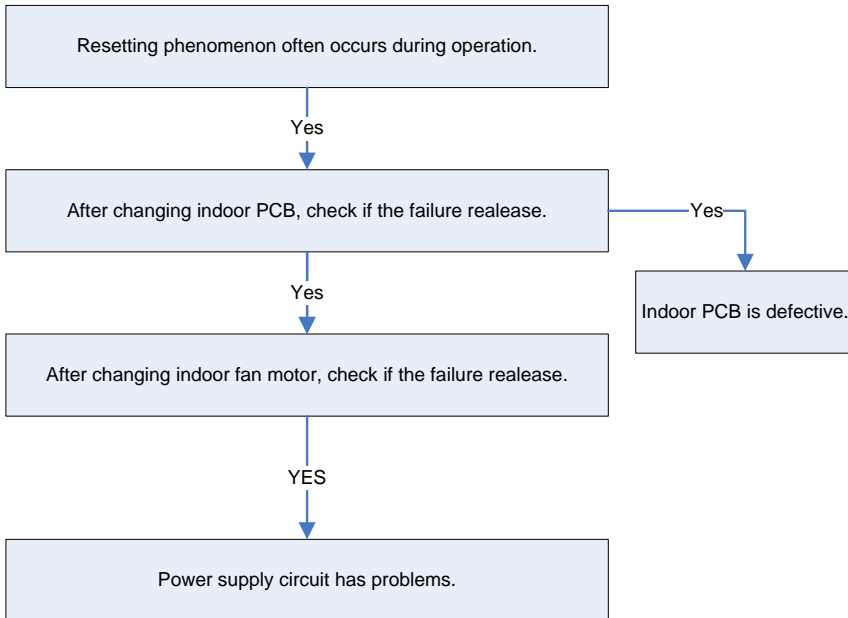 Resetting phenomenon often occurs during operation.
Yes
After changing indoor PCB, check if the failure realease.
Yes
Yes
Indoor PCB is defective.
After changing indoor fan motor, check if the failure realease.
YES
Power supply circuit has problems.